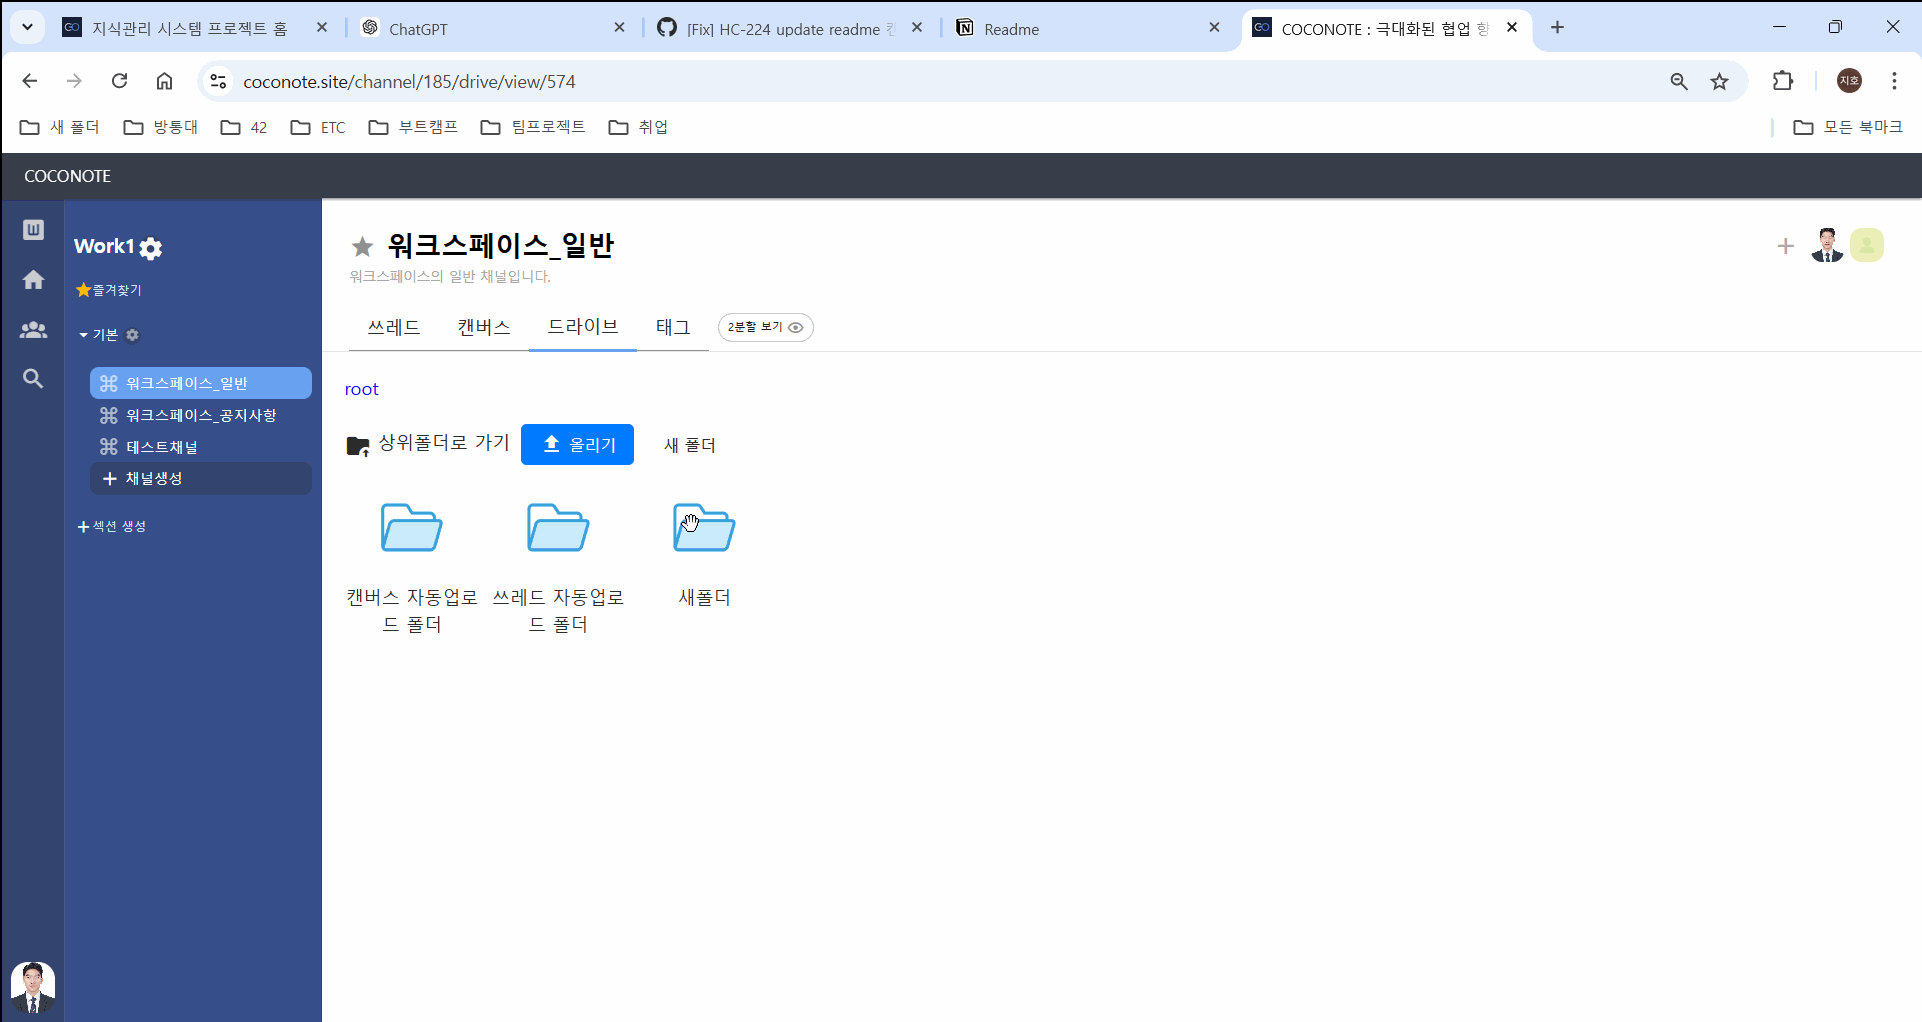 지식관리 시스템 프로젝트 홈
ChatGPT
[Fix] HC-224 update readme
Readme
COCONOTE : 극대화된 협업
coconote.site/channel/185/drive/view/574
지호
새 폴더
방통대
42
ETC
부트캠프
팀프로젝트
취업
모든 북마크
COCONOTE
Work1
즐겨찾기
기본
워크스페이스_일반
워크스페이스_공지사항
테스트채널
채널생성
섹션 생성
워크스페이스_일반
워크스페이스의 일반 채널입니다.
쓰레드
캔버스
드라이브
태그
2분할 보기
root
상위폴더로 가기
올리기
새 폴더
캔버스 자동업로
드 폴더
쓰레드 자동업로
드 폴더
새폴더